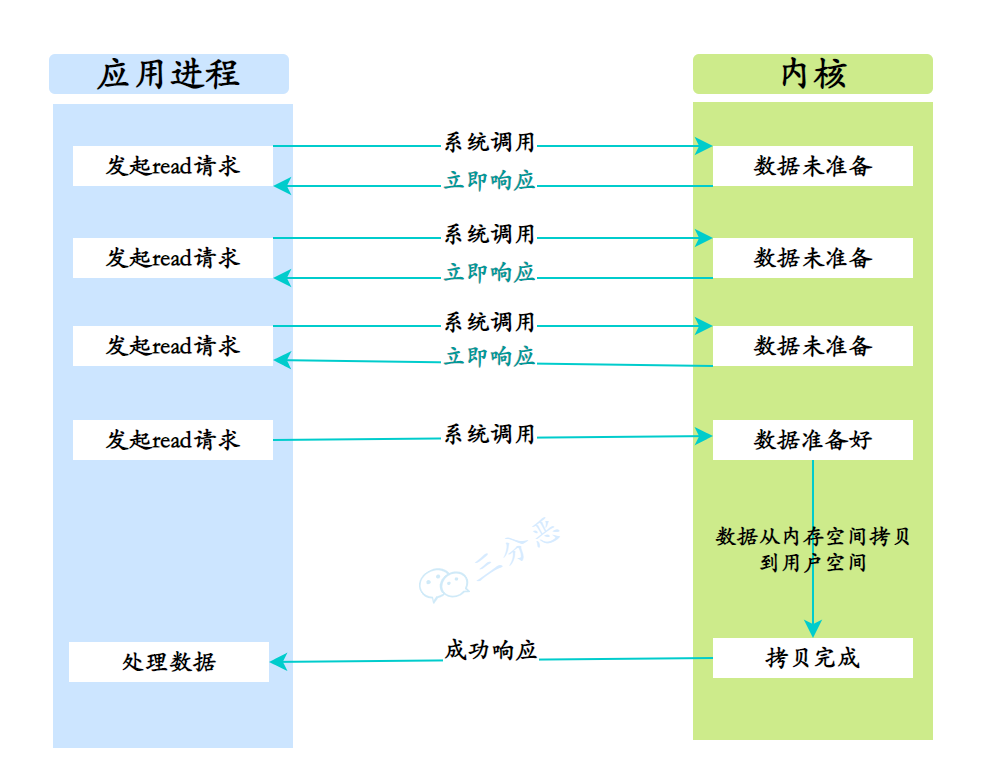 应用进程
内核
系统调用
发起read请求
数据未准备
立即响应
系统调用
发起read请求
数据未准备
立即响应
系统调用
发起read请求
数据未准备
立即响应
系统调用
发起read请求
数据准备好
数据从内存空间拷贝
到用户空间
三分恶
成功响应
处理数据
拷贝完成